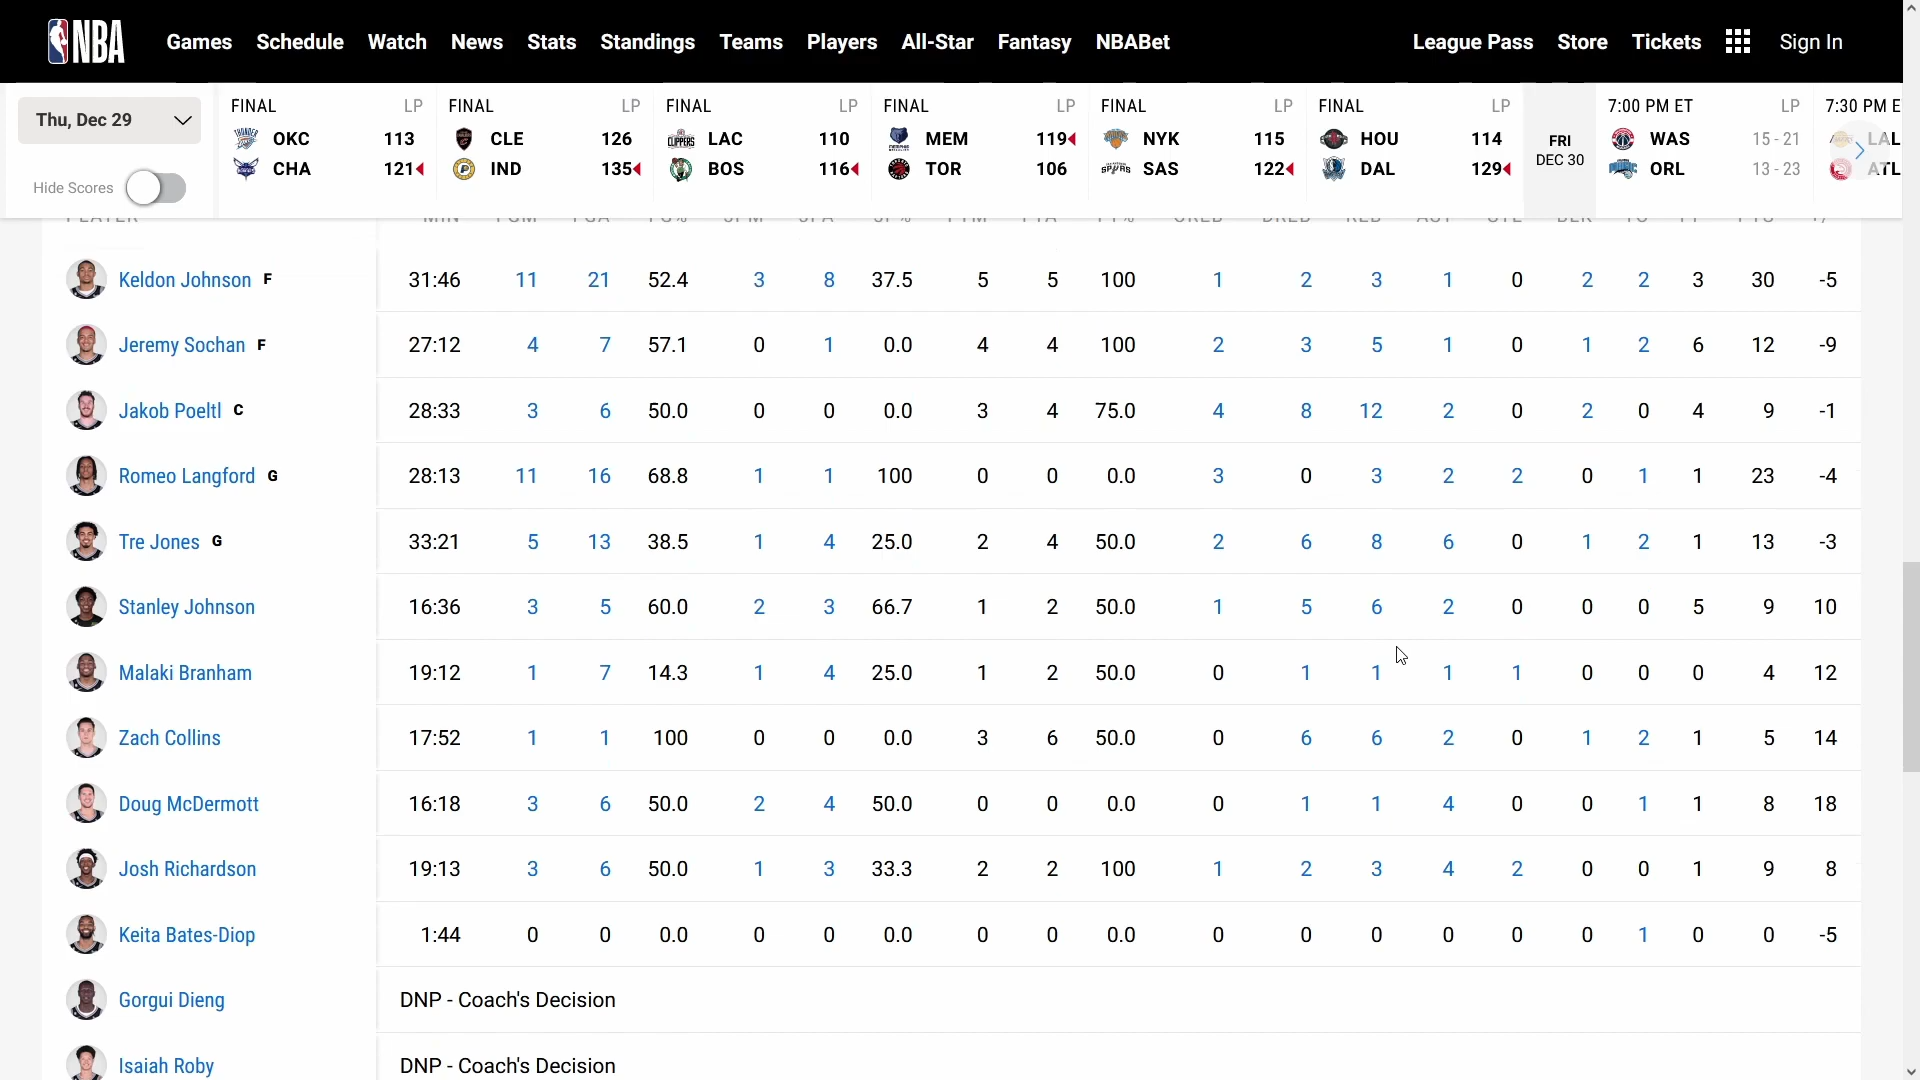 NBA Games Schedule Watch News Stats Standings Teams Players All-Star Fantasy NBABet League Pass Store Tickets Sign In
Thu, Dec 29
Hide Scores
FINAL LP
OKC 113
CHA 121
FINAL LP
CLE 126
IND 135
FINAL LP
LAC 110
BOS 116
FINAL LP
MEM 119
TOR 106
FINAL LP
NYK 115
SAS 122
FINAL LP
HOU 114
DAL 129
FRI
DEC 30
7:00 PM ET LP
WAS 15 - 21
ORL 13 - 23
7:30 PM E
LAL
ATL
Keldon Johnson F 31:46 11 21 52.4 3 8 37.5 5 5 100 1 2 3 1 0 2 2 3 30 -5
Jeremy Sochan F 27:12 4 7 57.1 0 1 0.0 4 4 100 2 3 5 1 0 1 2 6 12 -9
Jakob Poeltl C 28:33 3 6 50.0 0 0 0.0 3 4 75.0 4 8 12 2 0 2 0 4 9 -1
Romeo Langford G 28:13 11 16 68.8 1 1 100 0 0 0.0 3 0 3 2 2 0 1 1 23 -4
Tre Jones G 33:21 5 13 38.5 1 4 25.0 2 4 50.0 2 6 8 6 0 1 2 1 13 -3
Stanley Johnson 16:36 3 5 60.0 2 3 66.7 1 2 50.0 1 5 6 2 0 0 0 5 9 10
Malaki Branham 19:12 1 7 14.3 1 4 25.0 1 2 50.0 0 1 1 1 1 0 0 0 4 12
Zach Collins 17:52 1 1 100 0 0 0.0 3 6 50.0 0 6 6 2 0 1 2 1 5 14
Doug McDermott 16:18 3 6 50.0 2 4 50.0 0 0 0.0 0 1 1 4 0 0 1 1 8 18
Josh Richardson 19:13 3 6 50.0 1 3 33.3 2 2 100 1 2 3 4 2 0 0 1 9 8
Keita Bates-Diop 1:44 0 0 0.0 0 0 0.0 0 0 0.0 0 0 0 0 0 0 1 0 0 -5
Gorgui Dieng DNP - Coach's Decision
Isaiah Roby DNP - Coach's Decision